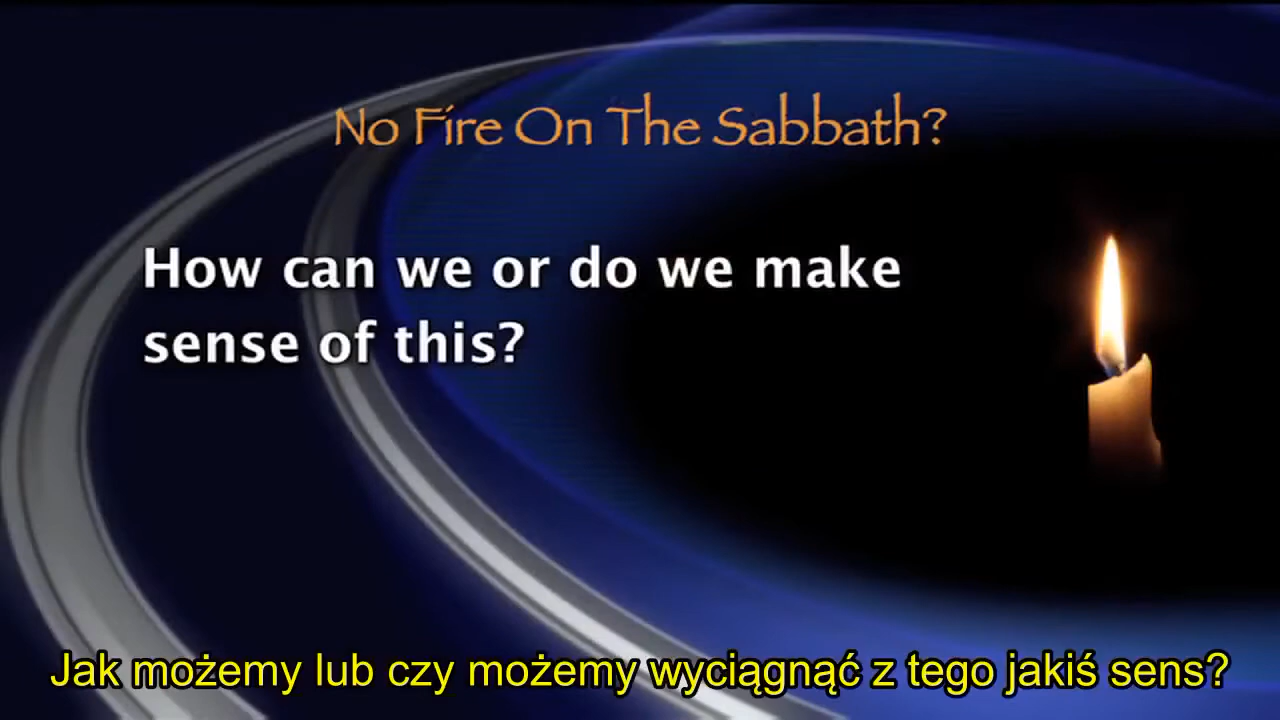 No Fire On The Sabbath?
How can we or do we make
sense of this?
Jak możemy lub czy możemy wyciągnąć z tego jakiś sens?